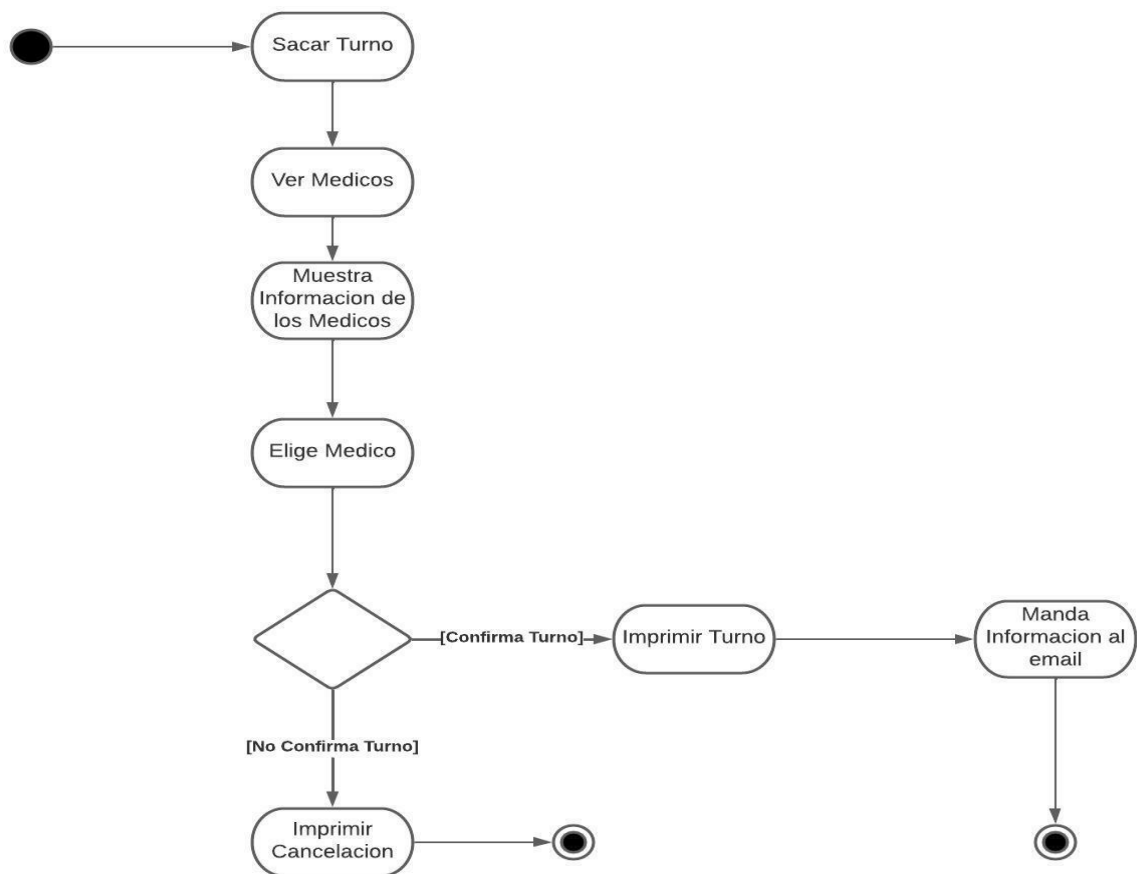 Sacar Turno
Ver Medicos
Muestra
Informacion de
los Medicos
Elige Medico
[Confirma Turno]
Imprimir Turno
Manda
Informacion al
email
[No Confirma Turno]
Imprimir
Cancelacion